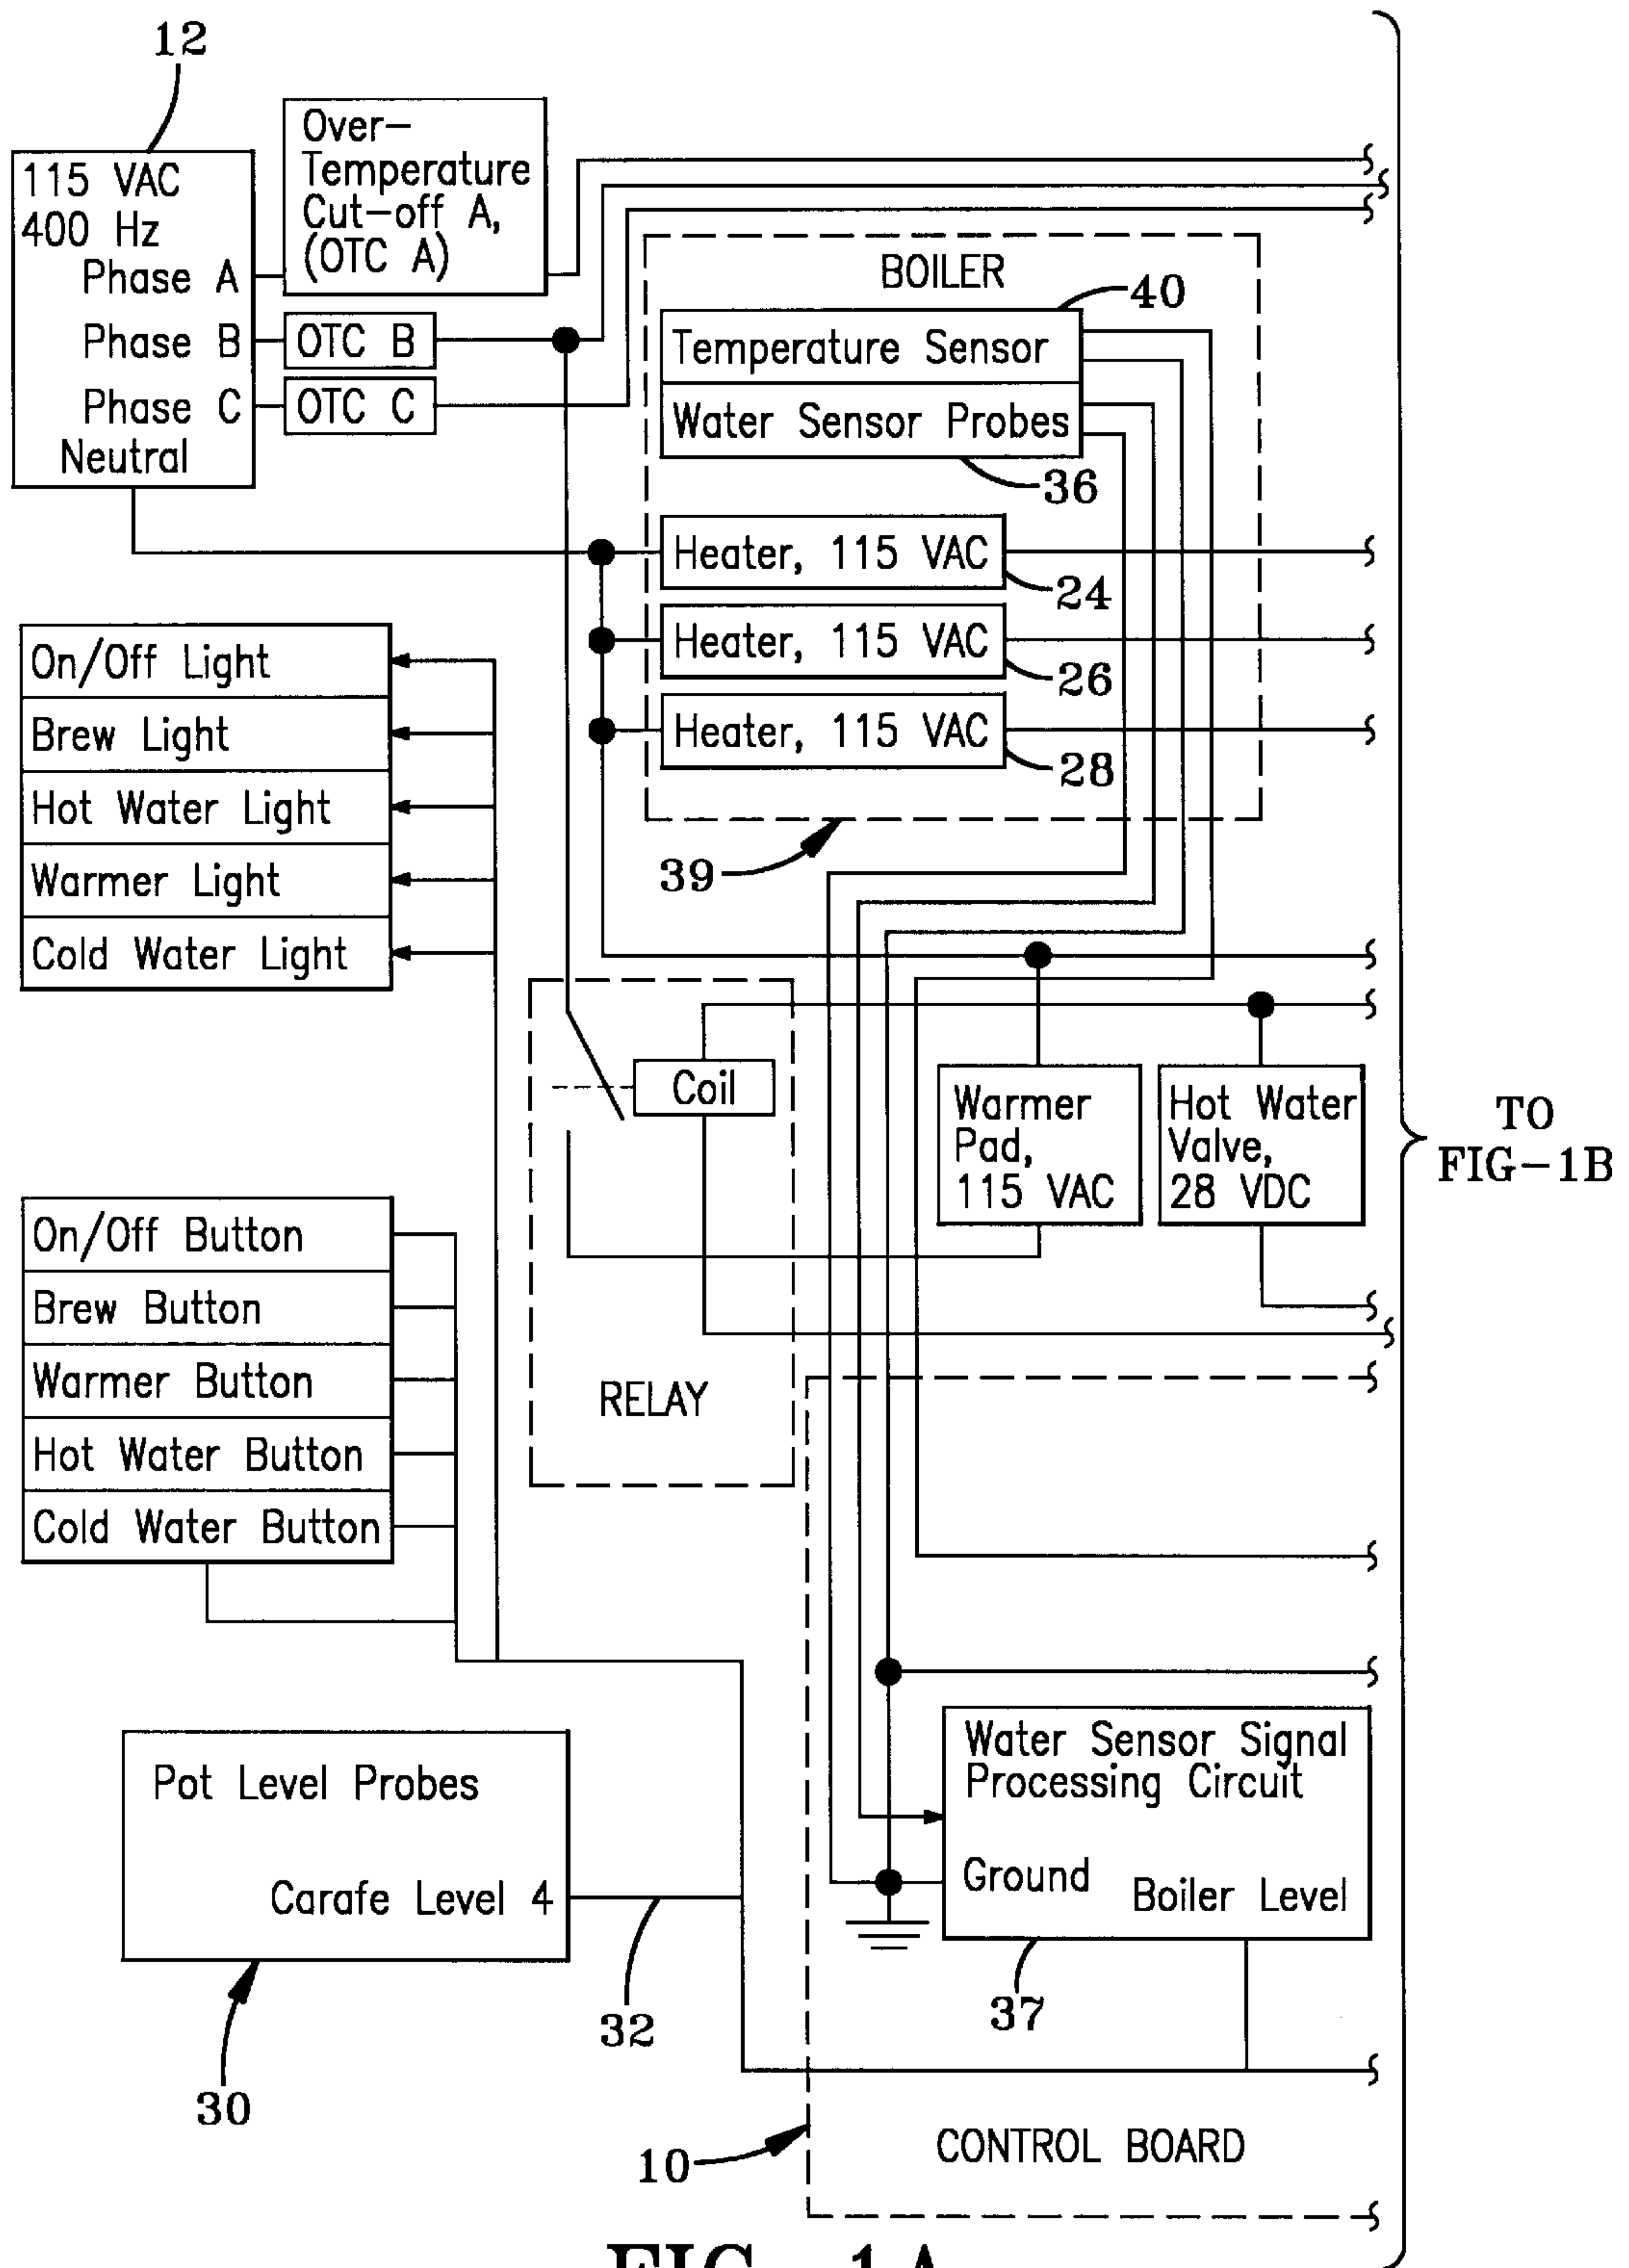 12
115 VAC
400 Hz
Phase A
Phase B
Phase C
Neutral
Over-
Temperature
Cut-off A,
(OTC A)
OTC B
OTC C
BOILER
40
Temperature Sensor
Water Sensor Probes
36
Heater, 115 VAC
24
Heater, 115 VAC
26
Heater, 115 VAC
28
39
On/Off Light
Brew Light
Hot Water Light
Warmer Light
Cold Water Light
Coil
RELAY
Warmer
Pad,
115 VAC
Hot Water
Valve,
28 VDC
TO
FIG-1B
On/Off Button
Brew Button
Warmer Button
Hot Water Button
Cold Water Button
Pot Level Probes
Carafe Level 4
30
32
Water Sensor Signal
Processing Circuit
Ground
Boiler Level
37
10
CONTROL BOARD
FIG-1A